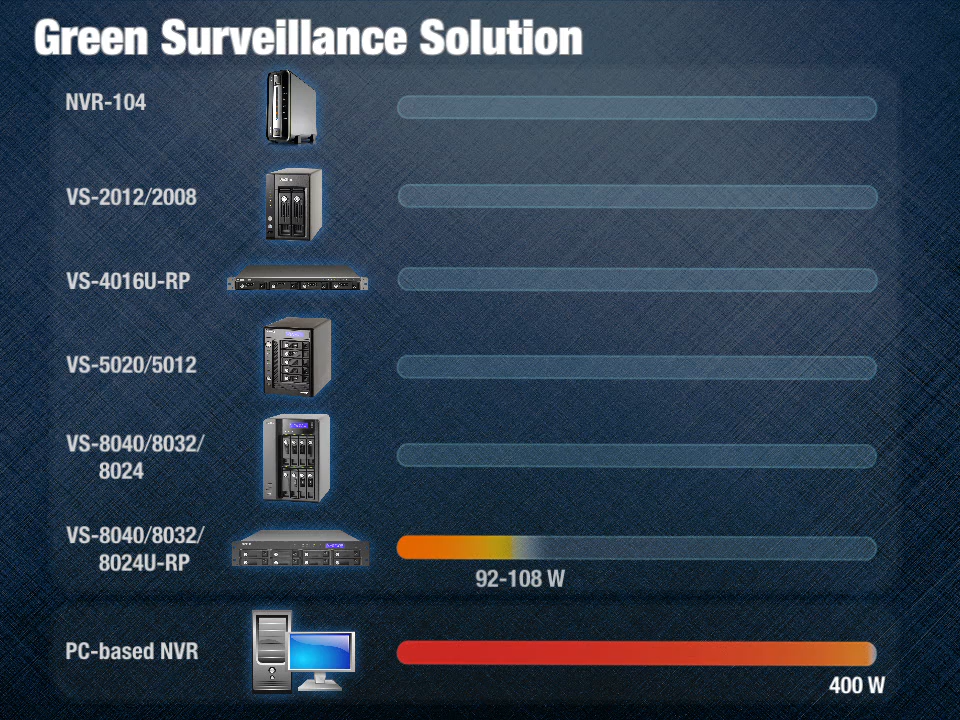 Green Surveillance Solution
NVR-104
VS-2012/2008
VS-4016U-RP
VS-5020/5012
VS-8040/8032/
8024
VS-8040/8032/
8024U-RP
92-108 W
PC-based NVR
400 W